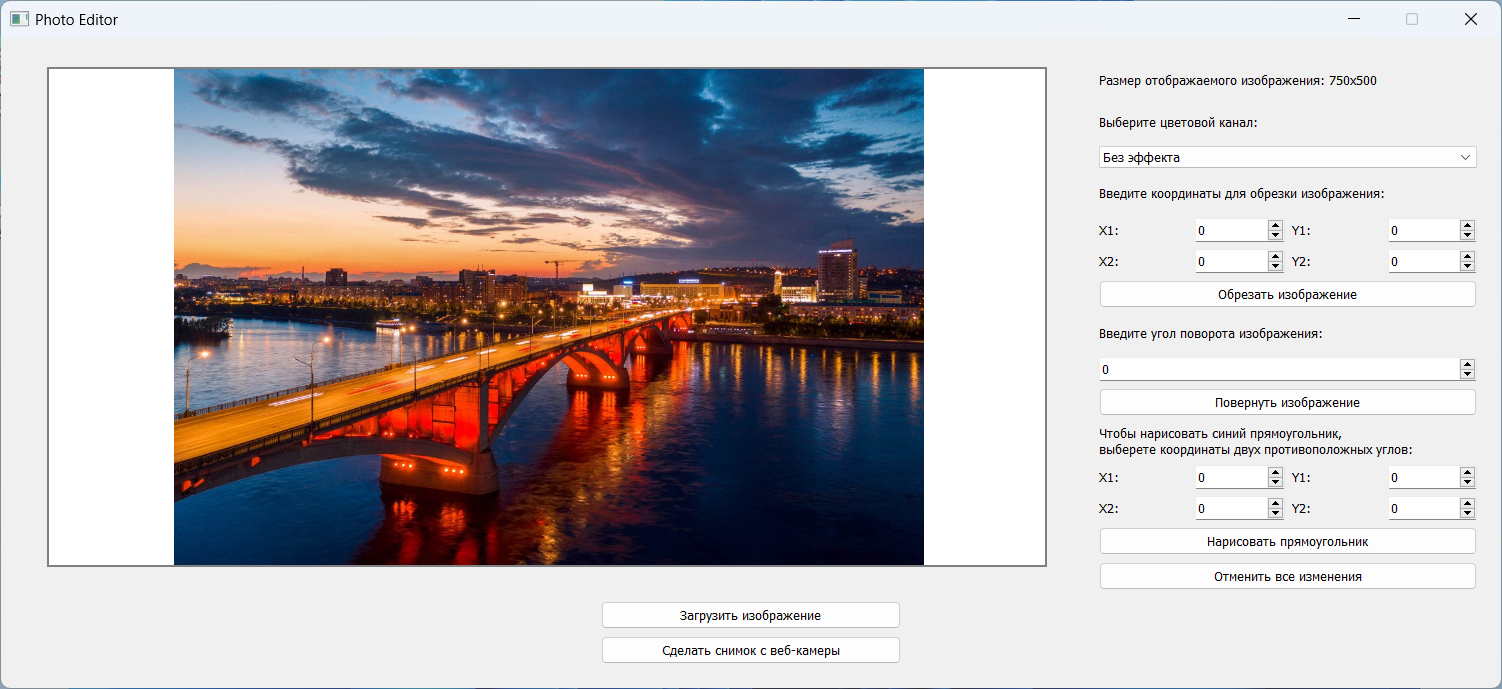 Photo Editor
Размер отображаемого изображения: 750x500
Выберите цветовой канал:
Без эффекта
Введите координаты для обрезки изображения:
X1: 0 Y1: 0
X2: 0 Y2: 0
Обрезать изображение
Введите угол поворота изображения:
0
Повернуть изображение
Чтобы нарисовать синий прямоугольник,
выберете координаты двух противоположных углов:
X1: 0 Y1: 0
X2: 0 Y2: 0
Нарисовать прямоугольник
Отменить все изменения
Загрузить изображение
Сделать снимок с веб-камеры